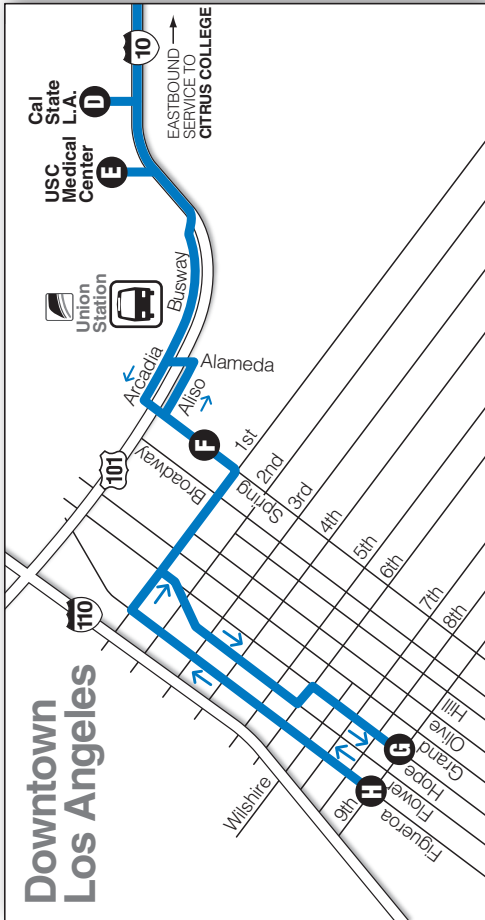 Downtown
Los Angeles
110
101
Union
Station
USC
Medical
Center
E
Cal
State
L.A.
D
10
EASTBOUND
SERVICE TO
CITRUS COLLEGE
Busway
Arcadia
Aliso
Alameda
F
Broadway
Spring
1st
2nd
3rd
4th
5th
6th
7th
8th
9th
Wilshire
Hill
Olive
Grand
Hope
Flower
Figueroa
G
H